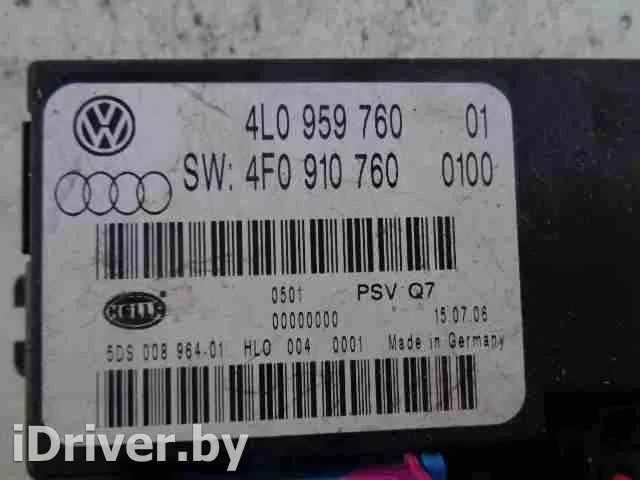 4L0 959 760 01
SW: 4F0 910 760 0100
0501 PSV Q7
HELLA
00000000 15.07.06
5DS 008 964-01 HLO 004 0001 Made in Germany
iDriver.by